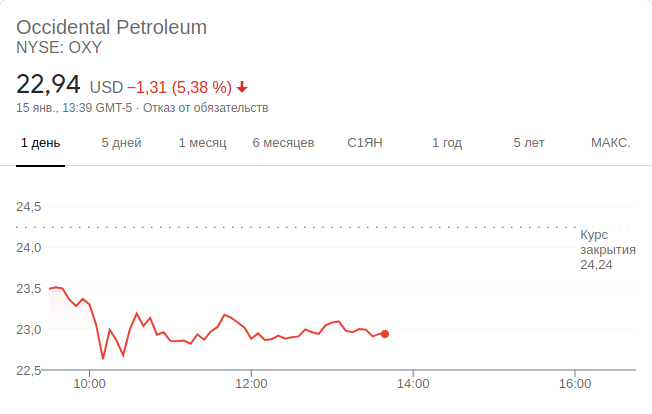 Occidental Petroleum
NYSE: OXY
22,94 USD −1,31 (5,38 %)
15 янв., 13:39 GMT-5 · Отказ от обязательств
1 день 5 дней 1 месяц 6 месяцев С1ЯН 1 год 5 лет МАКС.
24,5
Курс
закрытия
24,24
24,0
23,5
23,0
22,5
10:00 12:00 14:00 16:00